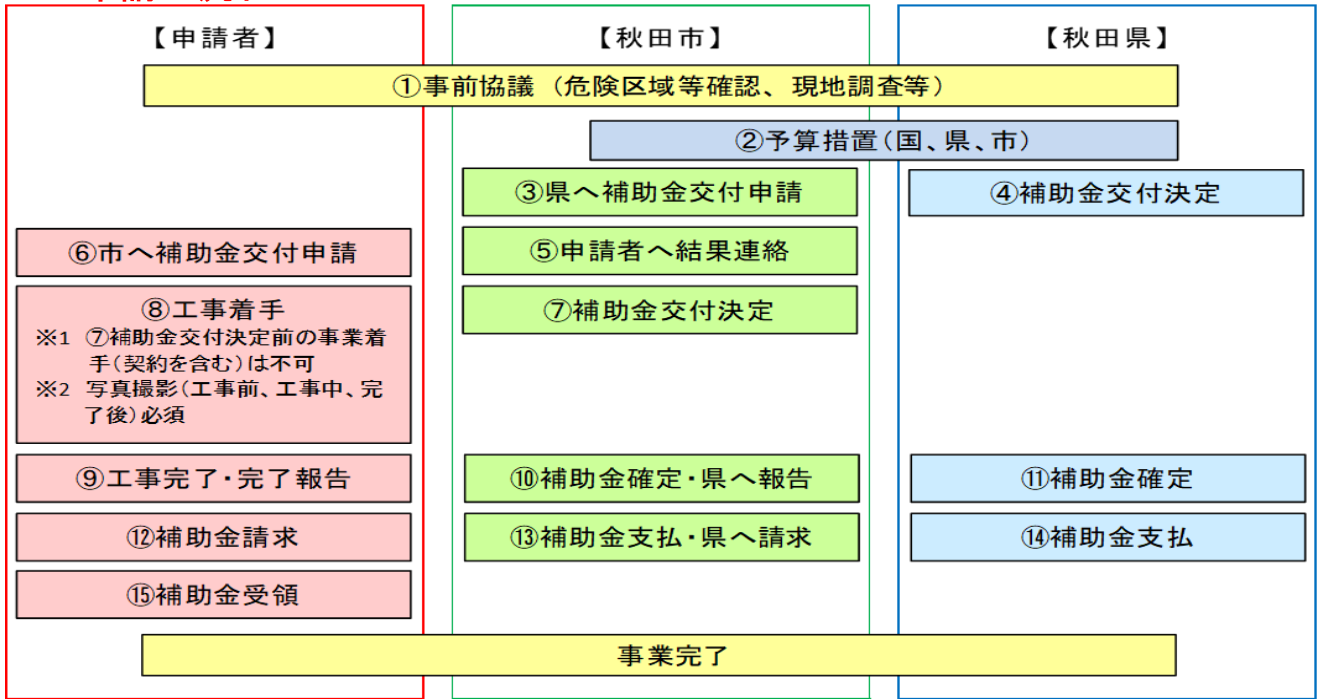 【申請者】
【秋田市】
【秋田県】
①事前協議（危険区域等確認、現地調査等）
②予算措置（国、県、市）
③県へ補助金交付申請
④補助金交付決定
⑥市へ補助金交付申請
⑤申請者へ結果連絡
⑧工事着手
※1 ⑦補助金交付決定前の事業着
手（契約を含む）は不可
※2 写真撮影（工事前、工事中、完
了後）必須
⑦補助金交付決定
⑨工事完了・完了報告
⑩補助金確定・県へ報告
⑪補助金確定
⑫補助金請求
⑬補助金支払・県へ請求
⑭補助金支払
⑮補助金受領
事業完了